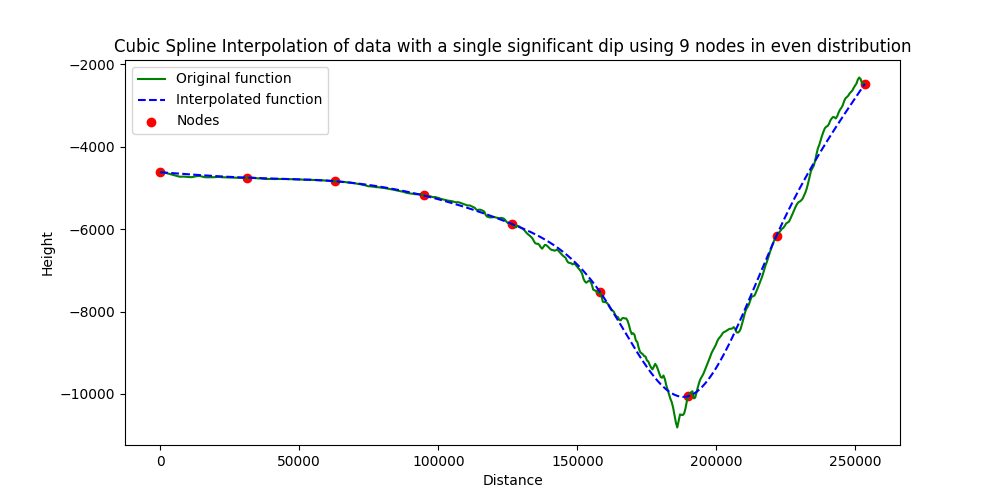 Cubic Spline Interpolation of data with a single significant dip using 9 nodes in even distribution
Original function
Interpolated function
Nodes
−2000
−4000
−6000
−8000
−10000
Height
0
50000
100000
150000
200000
250000
Distance